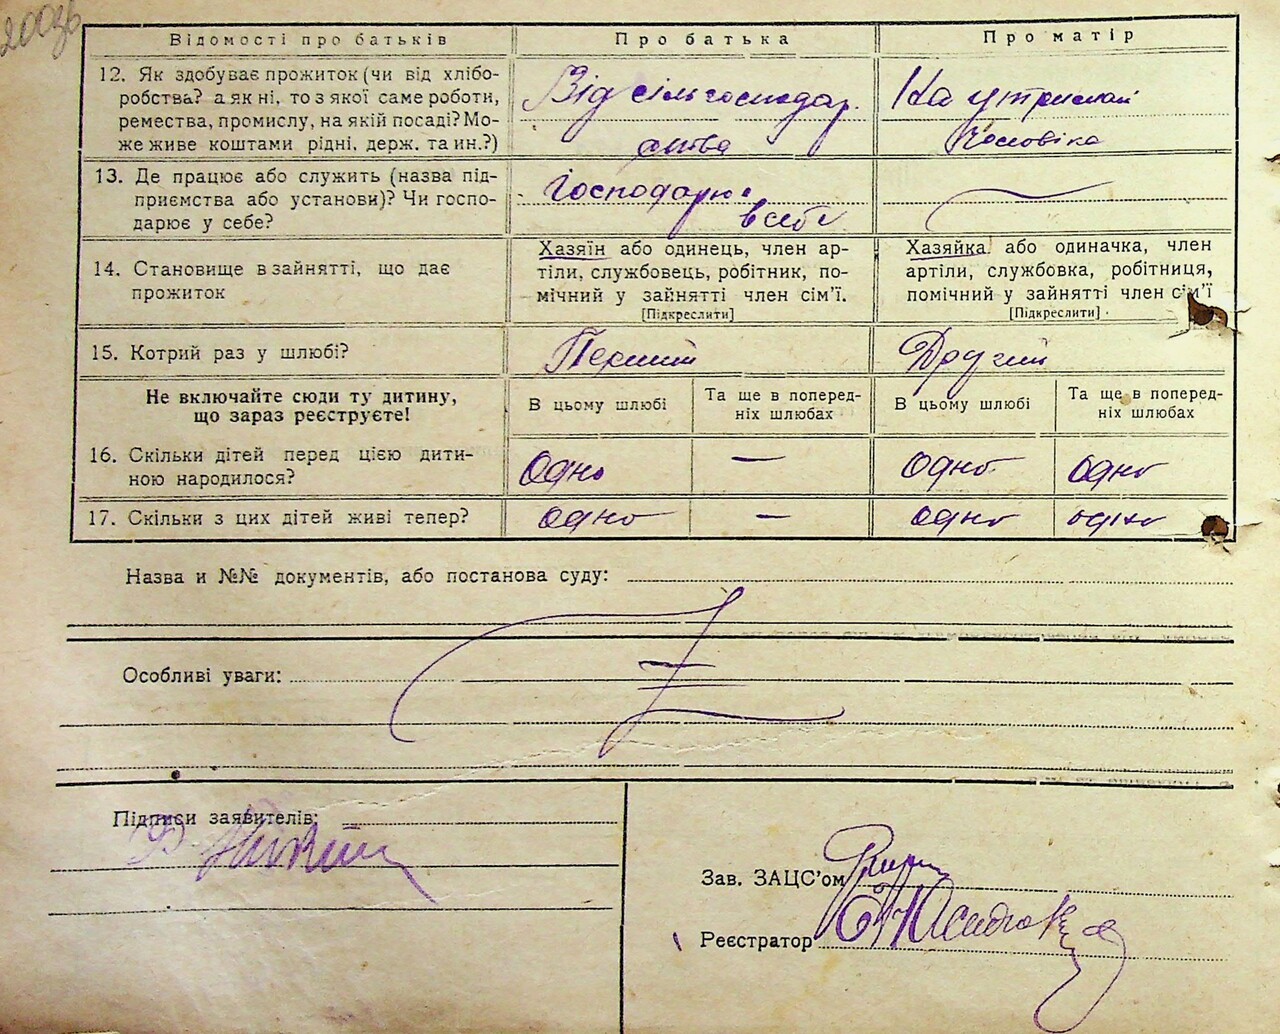 Відомості про батьків
Про батька
Про матір
12. Як здобуває прожиток (чи від хлібо-
робства? а як ні, то з якої саме роботи,
ремества, промислу, на якій посаді? Мо-
же живе коштами рідні, держ. та ин.?)
Від сільгосподар.
ства
На утриман
Чоловіка
13. Де працює або служить (назва під-
приємства або установи)? Чи госпо-
дарює у себе?
Господарює
в себе
14. Становище в зайнятті, що дає
прожиток
Хазяїн або одинець, член ар-
тіли, службовець, робітник, по-
мічний у зайнятті член сім'ї.
[Підкреслити]
Хазяйка або одиначка, член
артіли, службовка, робітниця,
помічний у зайнятті член сім'ї
[Підкреслити]
15. Котрий раз у шлюбі?
Перший
Другий
Не включайте сюди ту дитину,
що зараз реєструєте!
В цьому шлюбі
Та ще в поперед-
ніх шлюбах
В цьому шлюбі
Та ще в поперед-
ніх шлюбах
16. Скільки дітей перед цією дити-
ною народилося?
Одно
—
Одно
Одно
17. Скільки з цих дітей живі тепер?
Одно
—
Одно
одно
Назва и №№ документів, або постанова суду:
Особливі уваги:
Підписи заявителів:
Зав. ЗАЦС'ом
Реєстратор